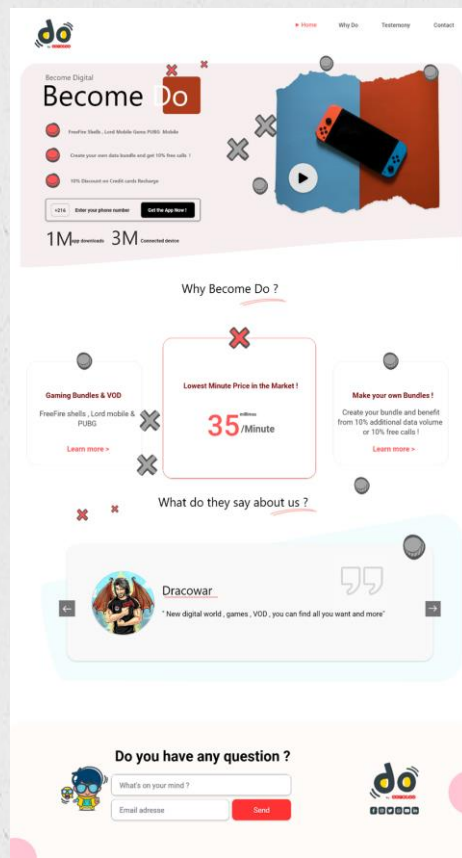 do
Home Why Do Testemony Contact
Become Digital
Become Do
FreeFire Shells , Lord Mobile Gems PUBG Mobile
Create your own data bundle and get 10% free calls !
10% Discount on Credit cards Recharge
+216 Enter your phone number Get the App Now !
1M app downloads 3M Connected device
Why Become Do ?
Gaming Bundles & VOD
FreeFire shells , Lord mobile &
PUBG
Learn more »
Lowest Minute Price in the Market !
35 millimes
/Minute
Make your own Bundles !
Create your bundle and benefit
from 10% additional data volume
or 10% free calls !
Learn more »
What do they say about us ?
Dracowar
" New digital world , games , VOD , you can find all you want and more"
Do you have any question ?
What's on your mind ?
Email adresse Send
do